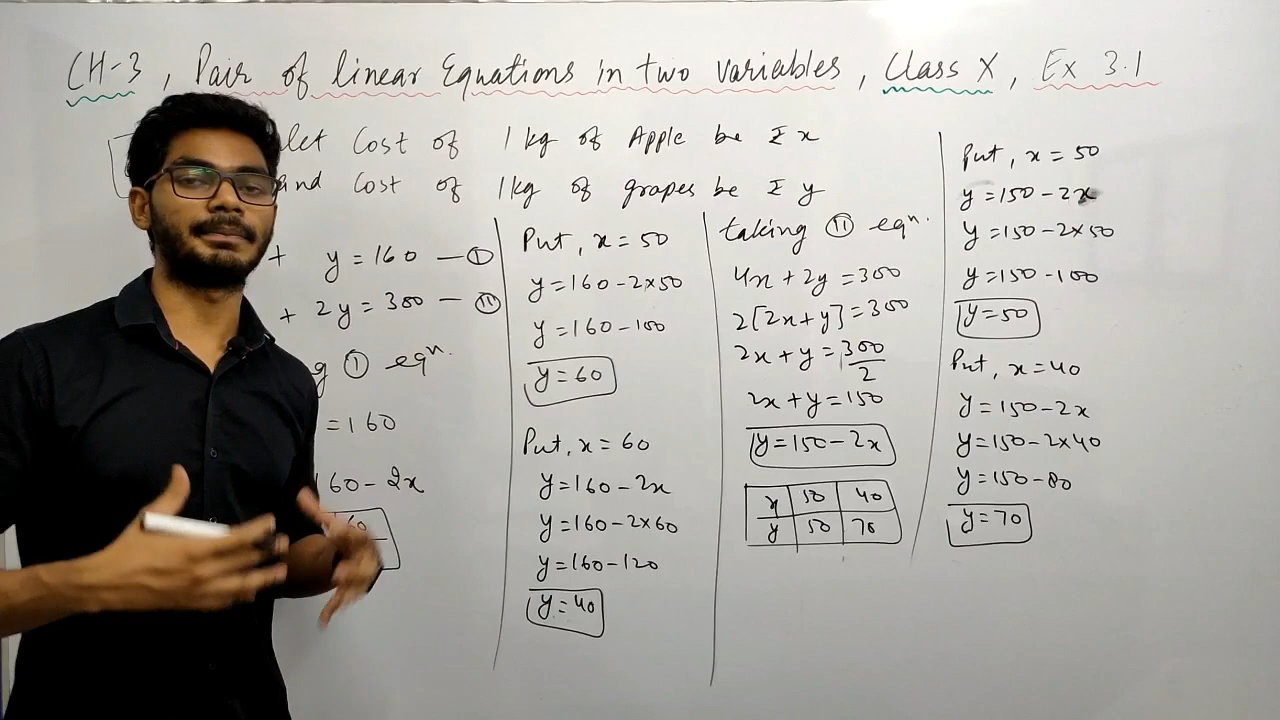 CH-3, Pair of linear Equations in two variables, Class X, Ex 3.1
let Cost of 1 kg of Apple be ₹ x
and cost of 1kg of grapes be ₹ y
+ y = 160 — Ⓘ
+ 2y = 300 — Ⓘ Ⓘ
① eqⁿ.
= 160
160 - 2x
60
Put, x = 50
y = 160 - 2×50
y = 160 - 100
y = 60
Put, x = 60
y = 160 - 2x
y = 160 - 2×60
y = 160 - 120
y = 40
taking ⑪ eqⁿ.
4x + 2y = 300
2[2x+y] = 300
2x + y = 300/2
2x + y = 150
y = 150 - 2x
x 50 40
y 50 70
Put, x = 50
y = 150 - 2x
y = 150 - 2×50
y = 150 - 100
y = 50
Put, x = 40
y = 150 - 2x
y = 150 - 2×40
y = 150 - 80
y = 70